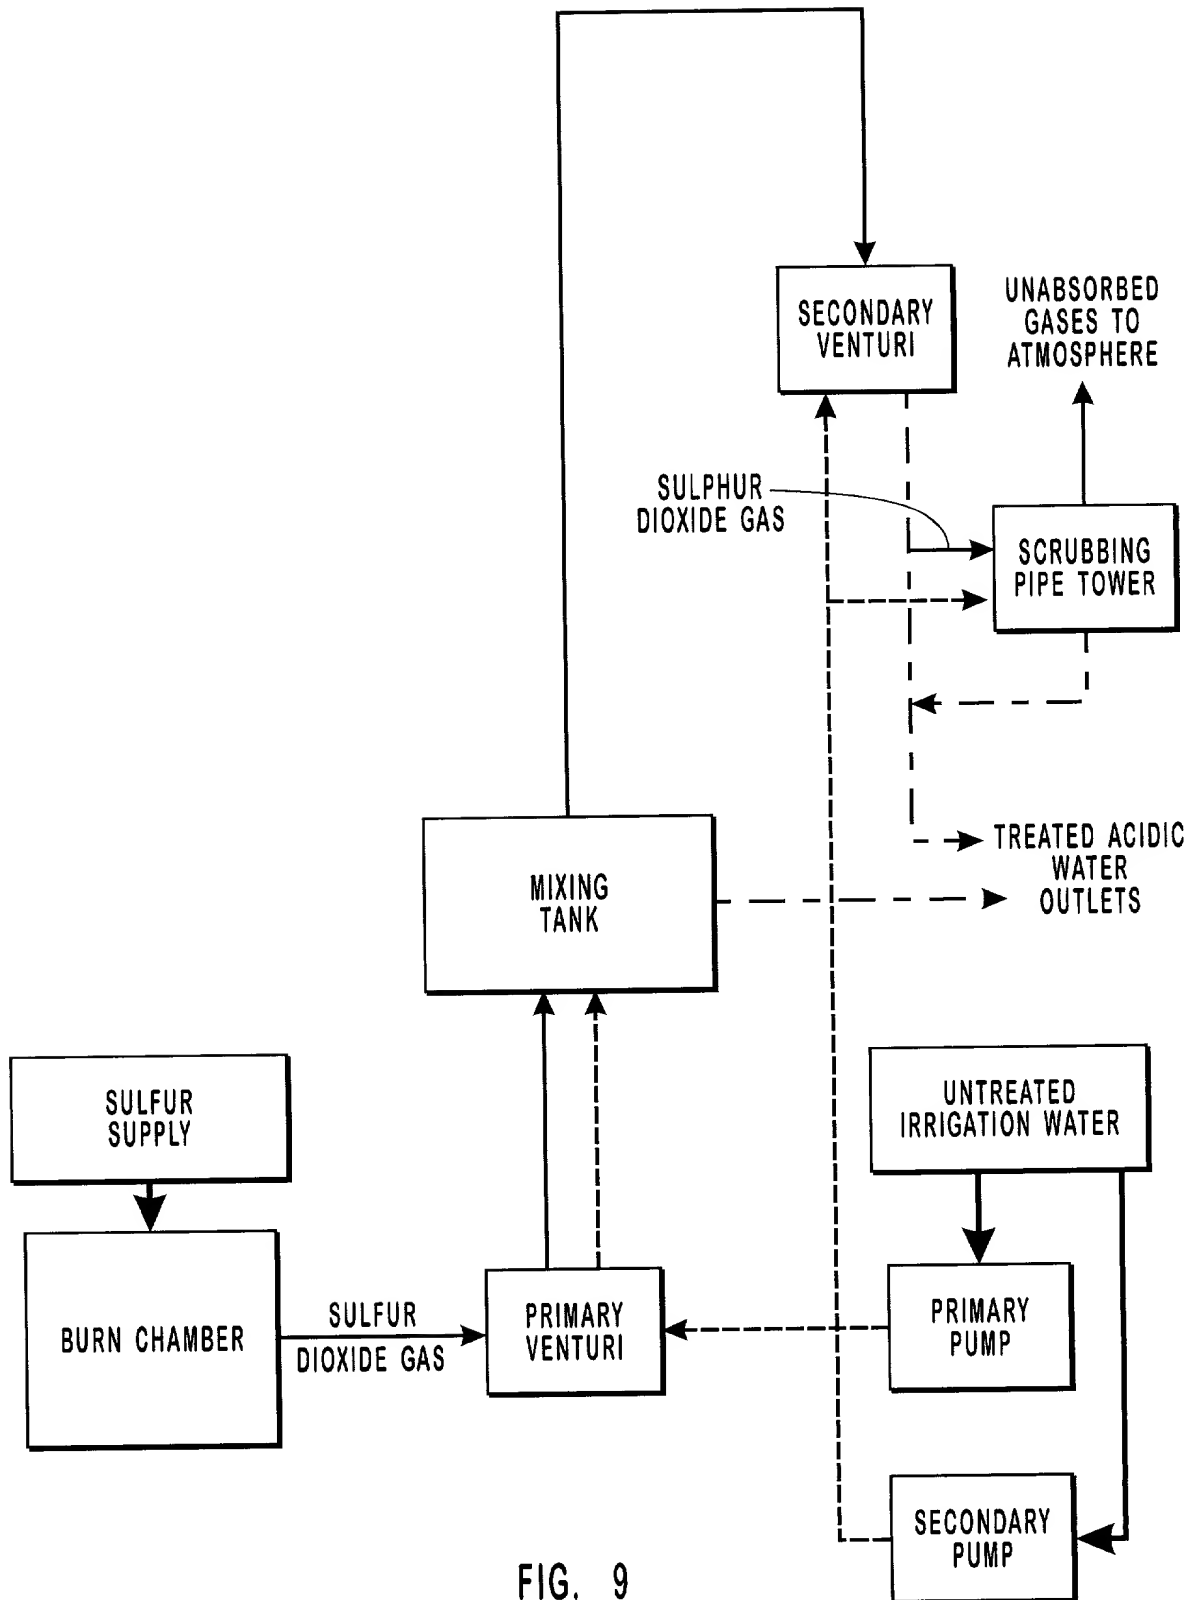 SECONDARY
VENTURI
UNABSORBED
GASES TO
ATMOSPHERE
SULPHUR
DIOXIDE GAS
SCRUBBING
PIPE TOWER
MIXING
TANK
TREATED ACIDIC
WATER
OUTLETS
SULFUR
SUPPLY
UNTREATED
IRRIGATION WATER
BURN CHAMBER
SULFUR
DIOXIDE GAS
PRIMARY
VENTURI
PRIMARY
PUMP
SECONDARY
PUMP
FIG. 9